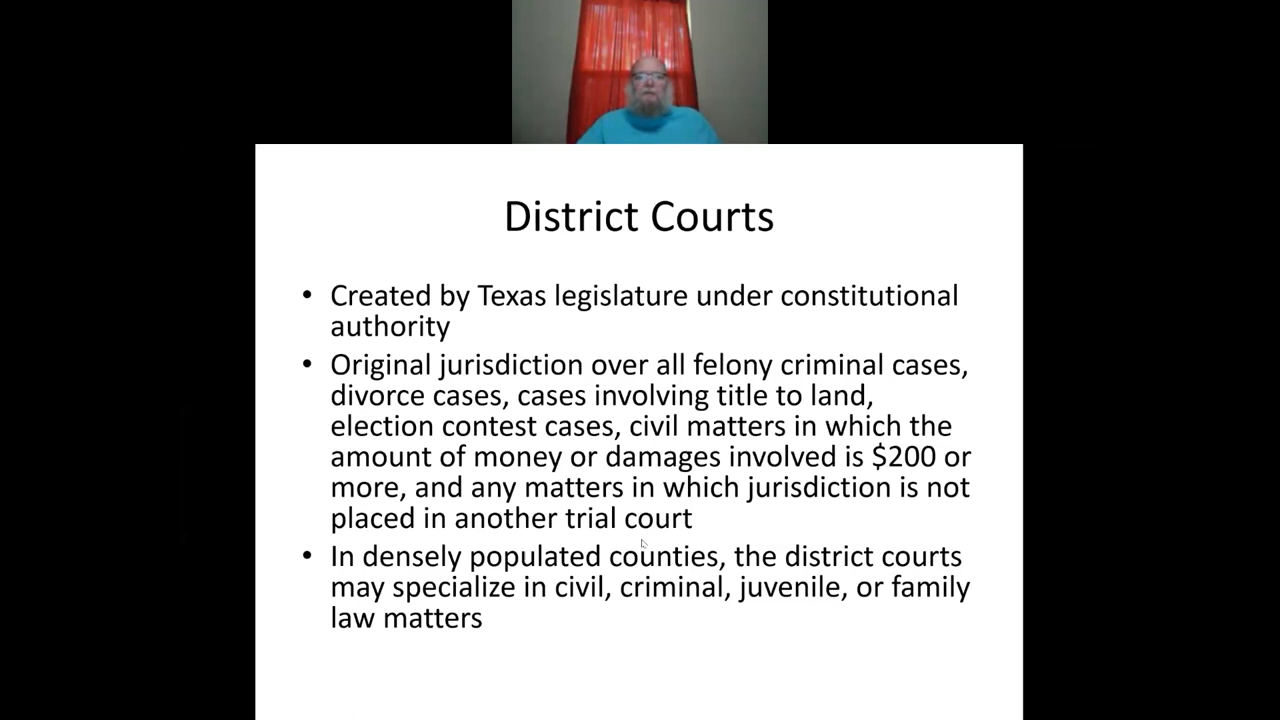 District Courts
• Created by Texas legislature under constitutional
authority
• Original jurisdiction over all felony criminal cases,
divorce cases, cases involving title to land,
election contest cases, civil matters in which the
amount of money or damages involved is $200 or
more, and any matters in which jurisdiction is not
placed in another trial court
• In densely populated counties, the district courts
may specialize in civil, criminal, juvenile, or family
law matters